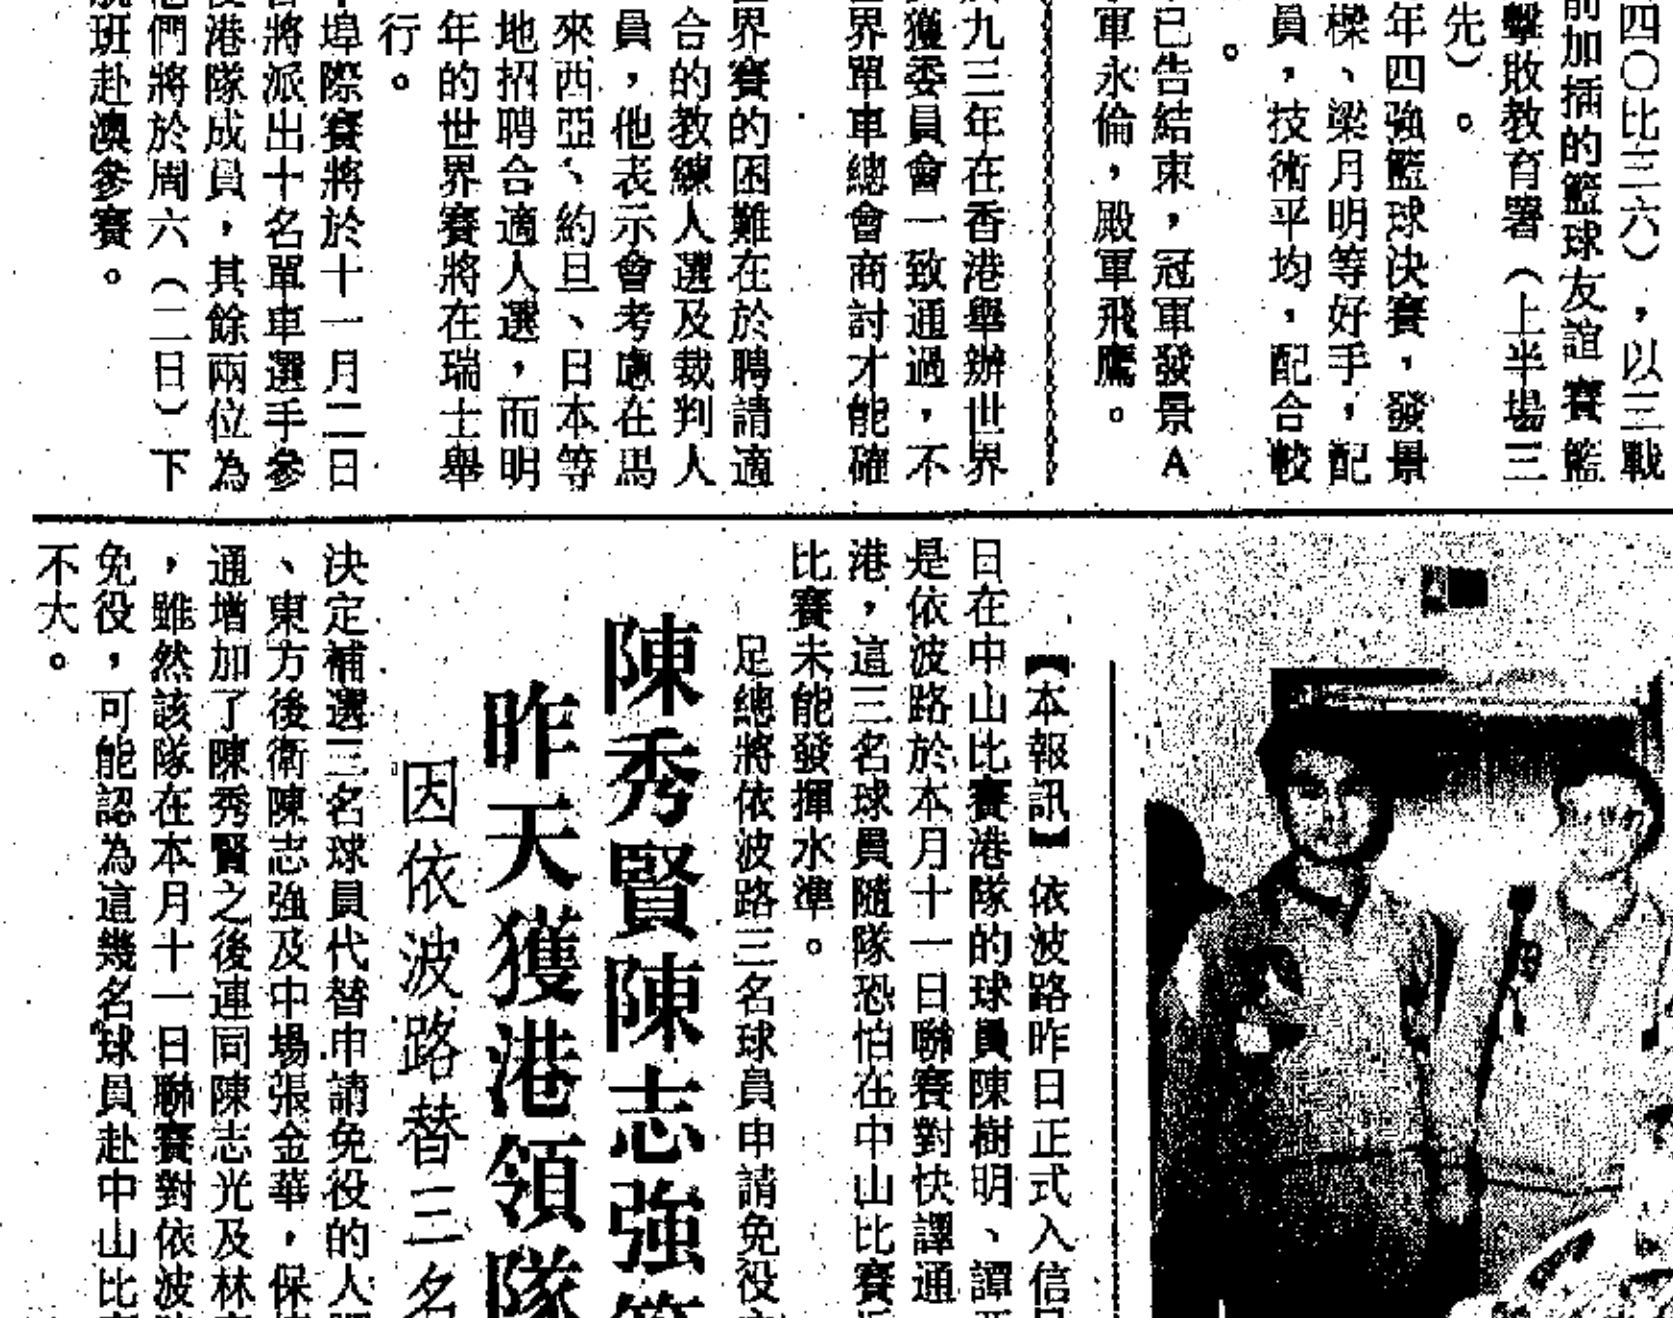 四〇比三六），以三戰
前加插的籃球友誼賽籃
擊敗教育署（上半場三
先）。
年四強籃球決賽，發景
樑、梁月明等好手，配
員，技術平均，配合較
。
已告結束，冠軍發景A
軍永倫，殿軍飛鷹。
九三年在香港舉辦世界
獲委員會一致通過，不
界單車總會商討才能確
世界賽的困難在於聘請適
合的教練人選及裁判人
員，他表示會考慮在馬
來西亞、約旦、日本等
地招聘合適人選，而明
年的世界賽將在瑞士舉
行。
埠際賽將於十一月二日
將派出十名單車選手參
港隊成員，其餘兩位為
他們將於周六（二日）下
航班赴澳參賽。
【本報訊】依波路昨日正式入信
日在中山比賽港隊的球員陳樹明、譚
是依波路於本月十一日聯賽對快譯通
港，這三名球員隨隊恐怕在中山比賽
比賽未能發揮水準。
足總將依波路三名球員申請免役
陳秀賢陳志強
昨天獲港領隊
因依波路替三名
決定補選三名球員代替申請免役的人
、東方後衛陳志強及中場張金華，保
通增加了陳秀賢之後連同陳志光及林
，雖然該隊在本月十一日聯賽對依波
免役，可能認為這幾名球員赴中山比
不大。